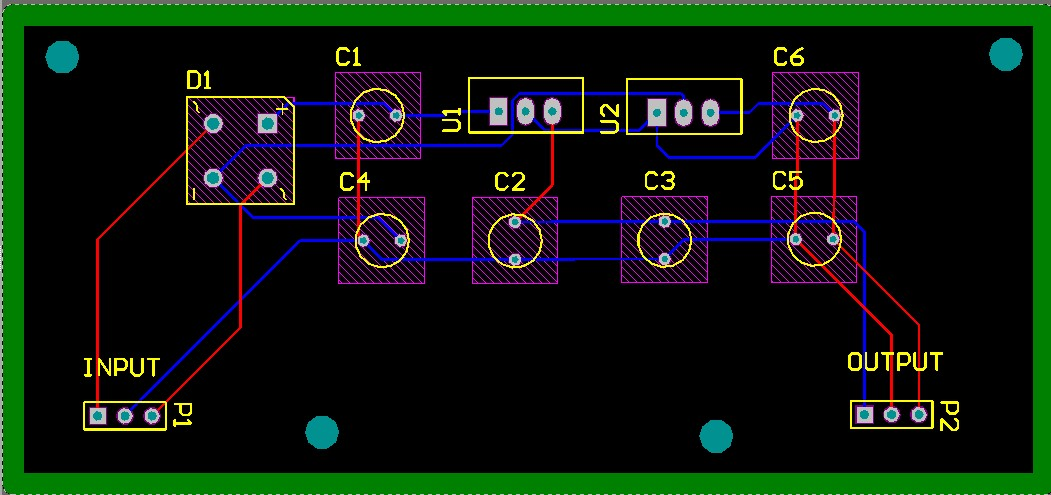 C1
C6
D1
~
+
U1
U2
C4
C2
C3
C5
-
~
INPUT
OUTPUT
P1
P2